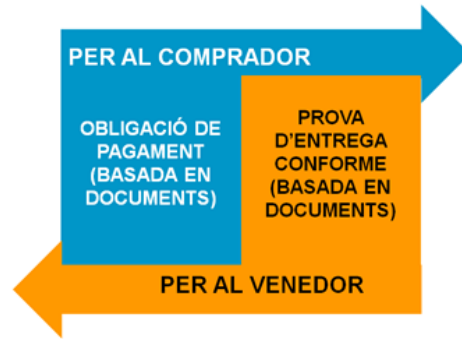 PER AL COMPRADOR
OBLIGACIÓ DE
PAGAMENT
(BASADA EN
DOCUMENTS)
PROVA
D'ENTREGA
CONFORME
(BASADA EN
DOCUMENTS)
PER AL VENEDOR